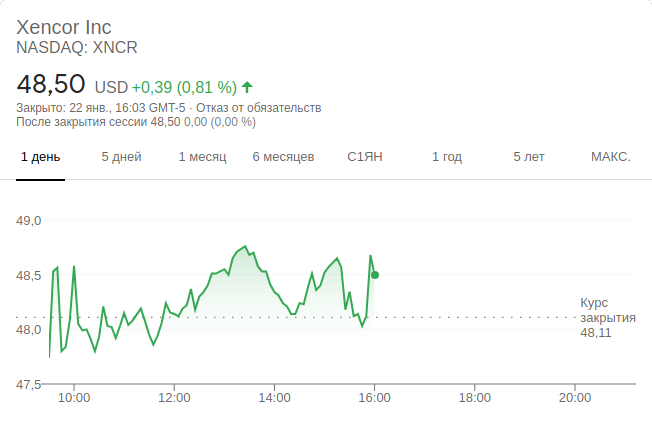 Xencor Inc
NASDAQ: XNCR
48,50 USD +0,39 (0,81 %)
Закрыто: 22 янв., 16:03 GMT-5 · Отказ от обязательств
После закрытия сессии 48,50 0,00 (0,00 %)
1 день 5 дней 1 месяц 6 месяцев С1ЯН 1 год 5 лет МАКС.
49,0
48,5
48,0
47,5
Курс
закрытия
48,11
10:00 12:00 14:00 16:00 18:00 20:00